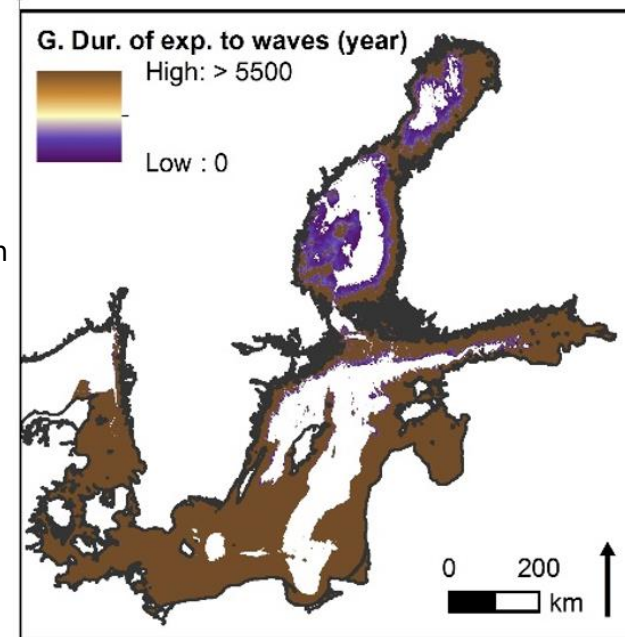 G. Dur. of exp. to waves (year)
High: > 5500
Low : 0
n
0 200
km